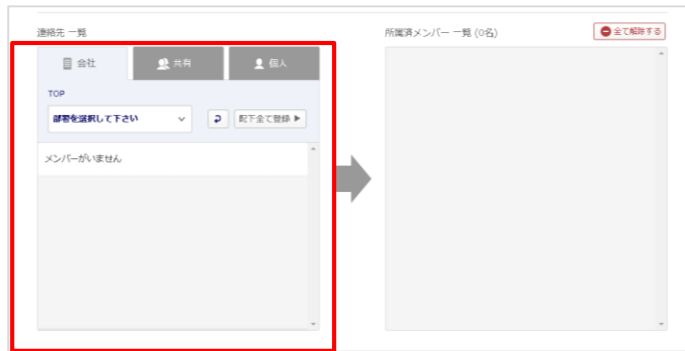 連絡先 一覧
会社
共有
個人
TOP
部署を選択して下さい
配下全て登録 ▶
メンバーがいません
所属済メンバー 一覧 (0名)
全て解除する